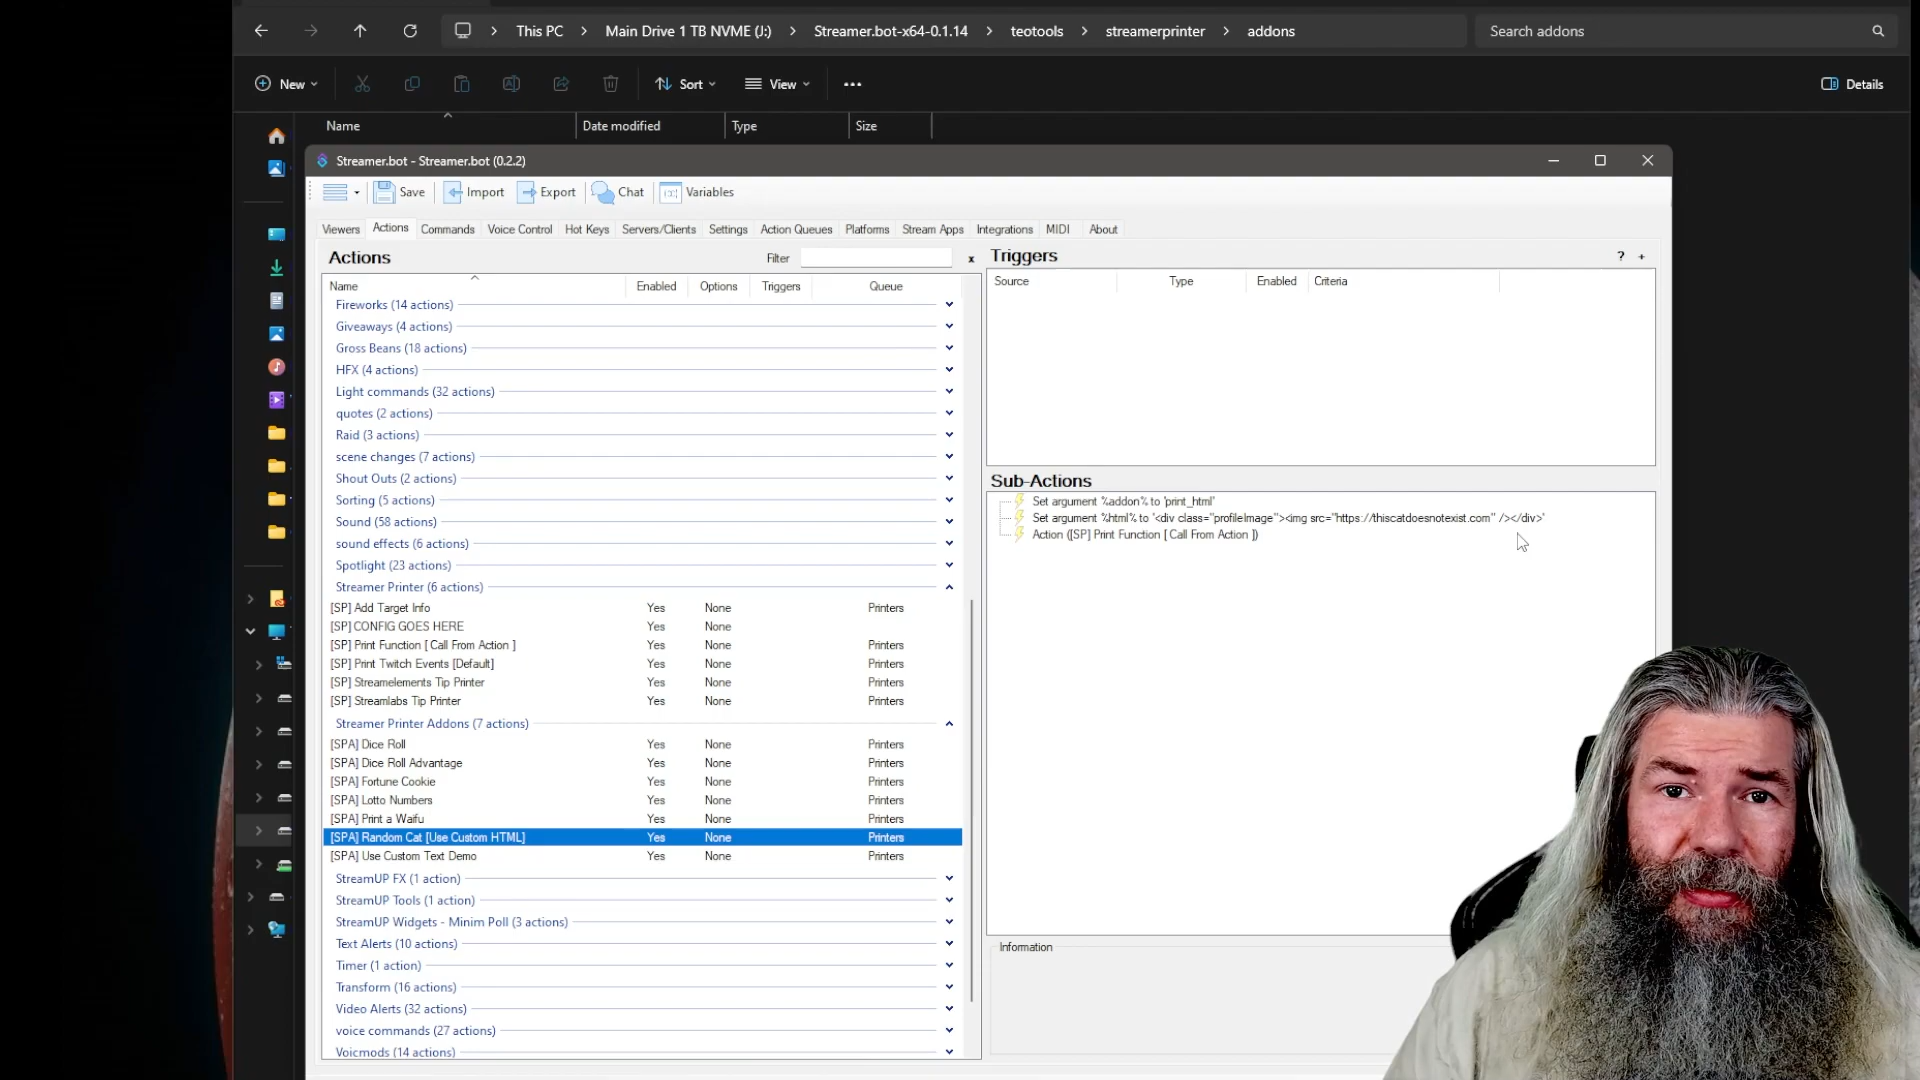 This PC
Main Drive 1 TB NVME (J:)
Streamer.bot-x64-0.1.14
teotools
streamerprinter
addons
Search addons
New
Sort
View
Details
Name
Date modified
Type
Size
Streamer.bot - Streamer.bot (0.2.2)
Save
Import
Export
Chat
Variables
Viewers
Actions
Commands
Voice Control
Hot Keys
Servers/Clients
Settings
Action Queues
Platforms
Stream Apps
Integrations
MIDI
About
Actions
Filter
x
Name
Enabled
Options
Triggers
Queue
Fireworks (14 actions)
Giveaways (4 actions)
Gross Beans (18 actions)
HFX (4 actions)
Light commands (32 actions)
quotes (2 actions)
Raid (3 actions)
scene changes (7 actions)
Shout Outs (2 actions)
Sorting (5 actions)
Sound (58 actions)
sound effects (6 actions)
Spotlight (23 actions)
Streamer Printer (6 actions)
[SP] Add Target Info Yes None Printers
[SP] CONFIG GOES HERE Yes None
[SP] Print Function [ Call From Action ] Yes None Printers
[SP] Print Twitch Events [Default] Yes None Printers
[SP] Streamelements Tip Printer Yes None Printers
[SP] Streamlabs Tip Printer Yes None Printers
Streamer Printer Addons (7 actions)
[SPA] Dice Roll Yes None Printers
[SPA] Dice Roll Advantage Yes None Printers
[SPA] Fortune Cookie Yes None Printers
[SPA] Lotto Numbers Yes None Printers
[SPA] Print a Waifu Yes None Printers
[SPA] Random Cat [Use Custom HTML] Yes None Printers
[SPA] Use Custom Text Demo Yes None Printers
StreamUP FX (1 action)
StreamUP Tools (1 action)
StreamUP Widgets - Minim Poll (3 actions)
Text Alerts (10 actions)
Timer (1 action)
Transform (16 actions)
Video Alerts (32 actions)
voice commands (27 actions)
Voicmods (14 actions)
Triggers
? +
Source
Type
Enabled
Criteria
Sub-Actions
Set argument %addon% to 'print_html'
Set argument %html% to '<div class="profileImage"><img src="https://thiscatdoesnotexist.com" /></div>'
Action ([SP] Print Function [ Call From Action ])
Information